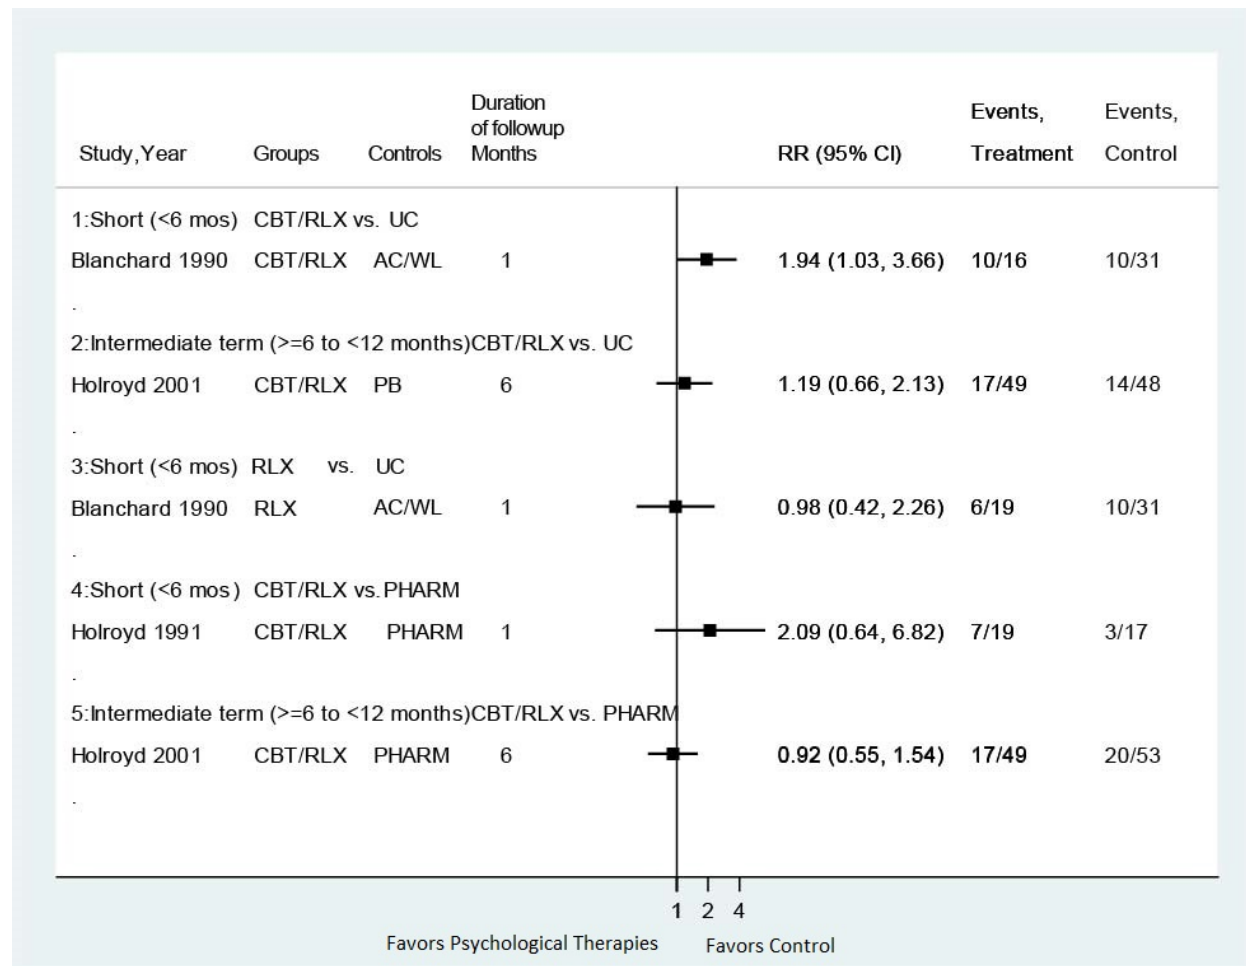 Duration
of followup
Events, Events,
Study,Year Groups Controls Months RR (95% CI) Treatment Control
1:Short (<6 mos) CBT/RLX vs. UC
Blanchard 1990 CBT/RLX AC/WL 1 1.94 (1.03, 3.66) 10/16 10/31
.
2:Intermediate term (>=6 to <12 months)CBT/RLX vs. UC
Holroyd 2001 CBT/RLX PB 6 1.19 (0.66, 2.13) 17/49 14/48
.
3:Short (<6 mos) RLX vs. UC
Blanchard 1990 RLX AC/WL 1 0.98 (0.42, 2.26) 6/19 10/31
.
4:Short (<6 mos) CBT/RLX vs. PHARM
Holroyd 1991 CBT/RLX PHARM 1 2.09 (0.64, 6.82) 7/19 3/17
.
5:Intermediate term (>=6 to <12 months)CBT/RLX vs. PHARM
Holroyd 2001 CBT/RLX PHARM 6 0.92 (0.55, 1.54) 17/49 20/53
.
1 2 4
Favors Psychological Therapies Favors Control